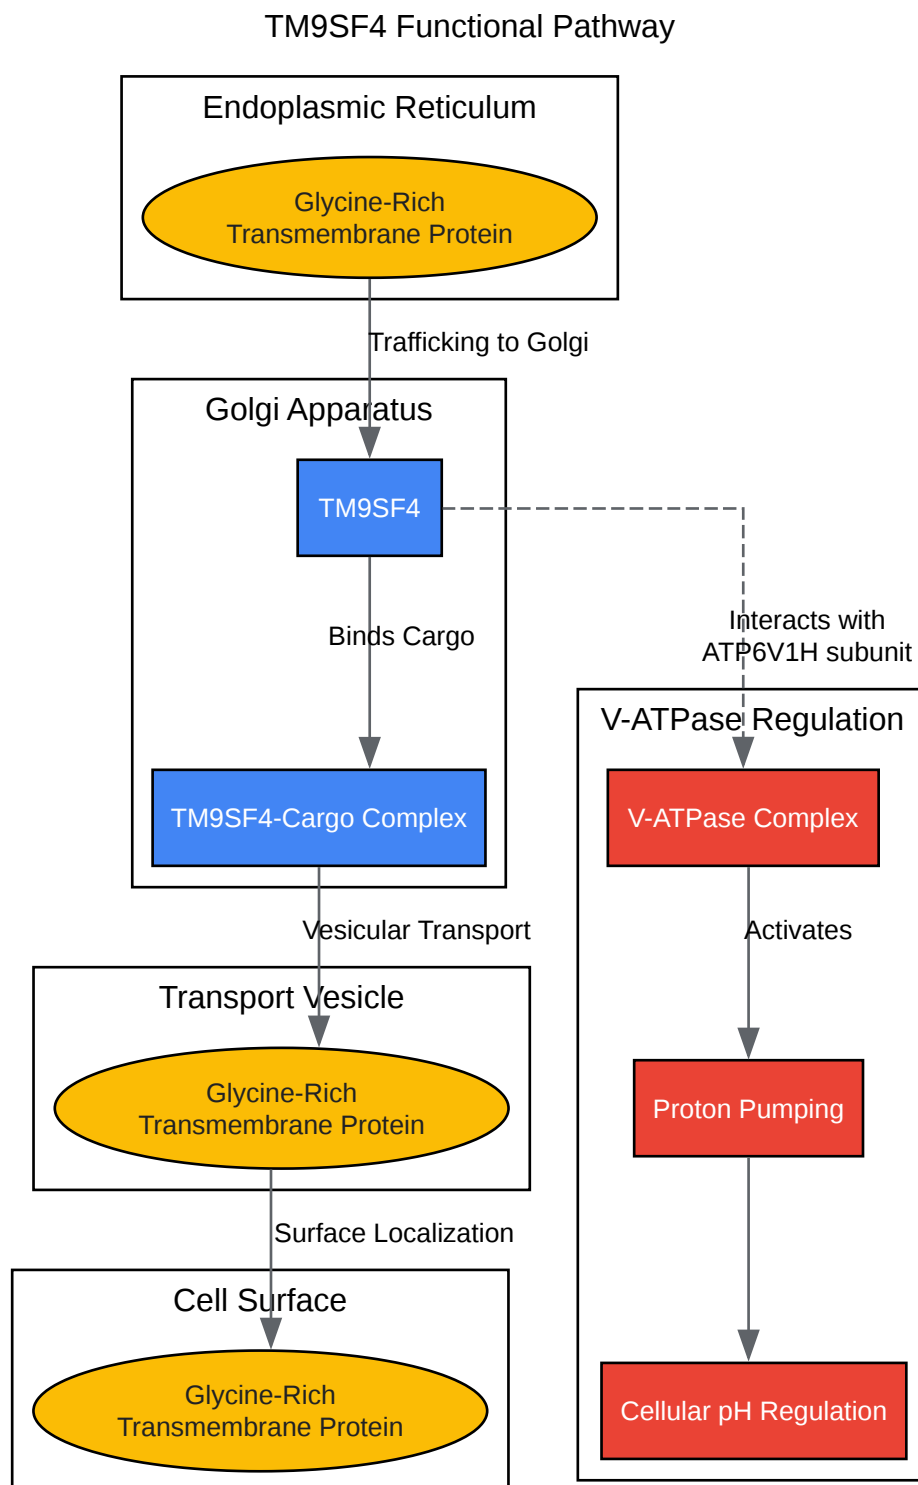 TM9SF4 Functional Pathway
Endoplasmic Reticulum
Glycine-Rich
Transmembrane Protein
Trafficking to Golgi
Golgi Apparatus
TM9SF4
Binds Cargo
TM9SF4-Cargo Complex
Vesicular Transport
Transport Vesicle
Glycine-Rich
Transmembrane Protein
Surface Localization
Cell Surface
Glycine-Rich
Transmembrane Protein
Interacts with
ATP6V1H subunit
V-ATPase Regulation
V-ATPase Complex
Activates
Proton Pumping
Cellular pH Regulation